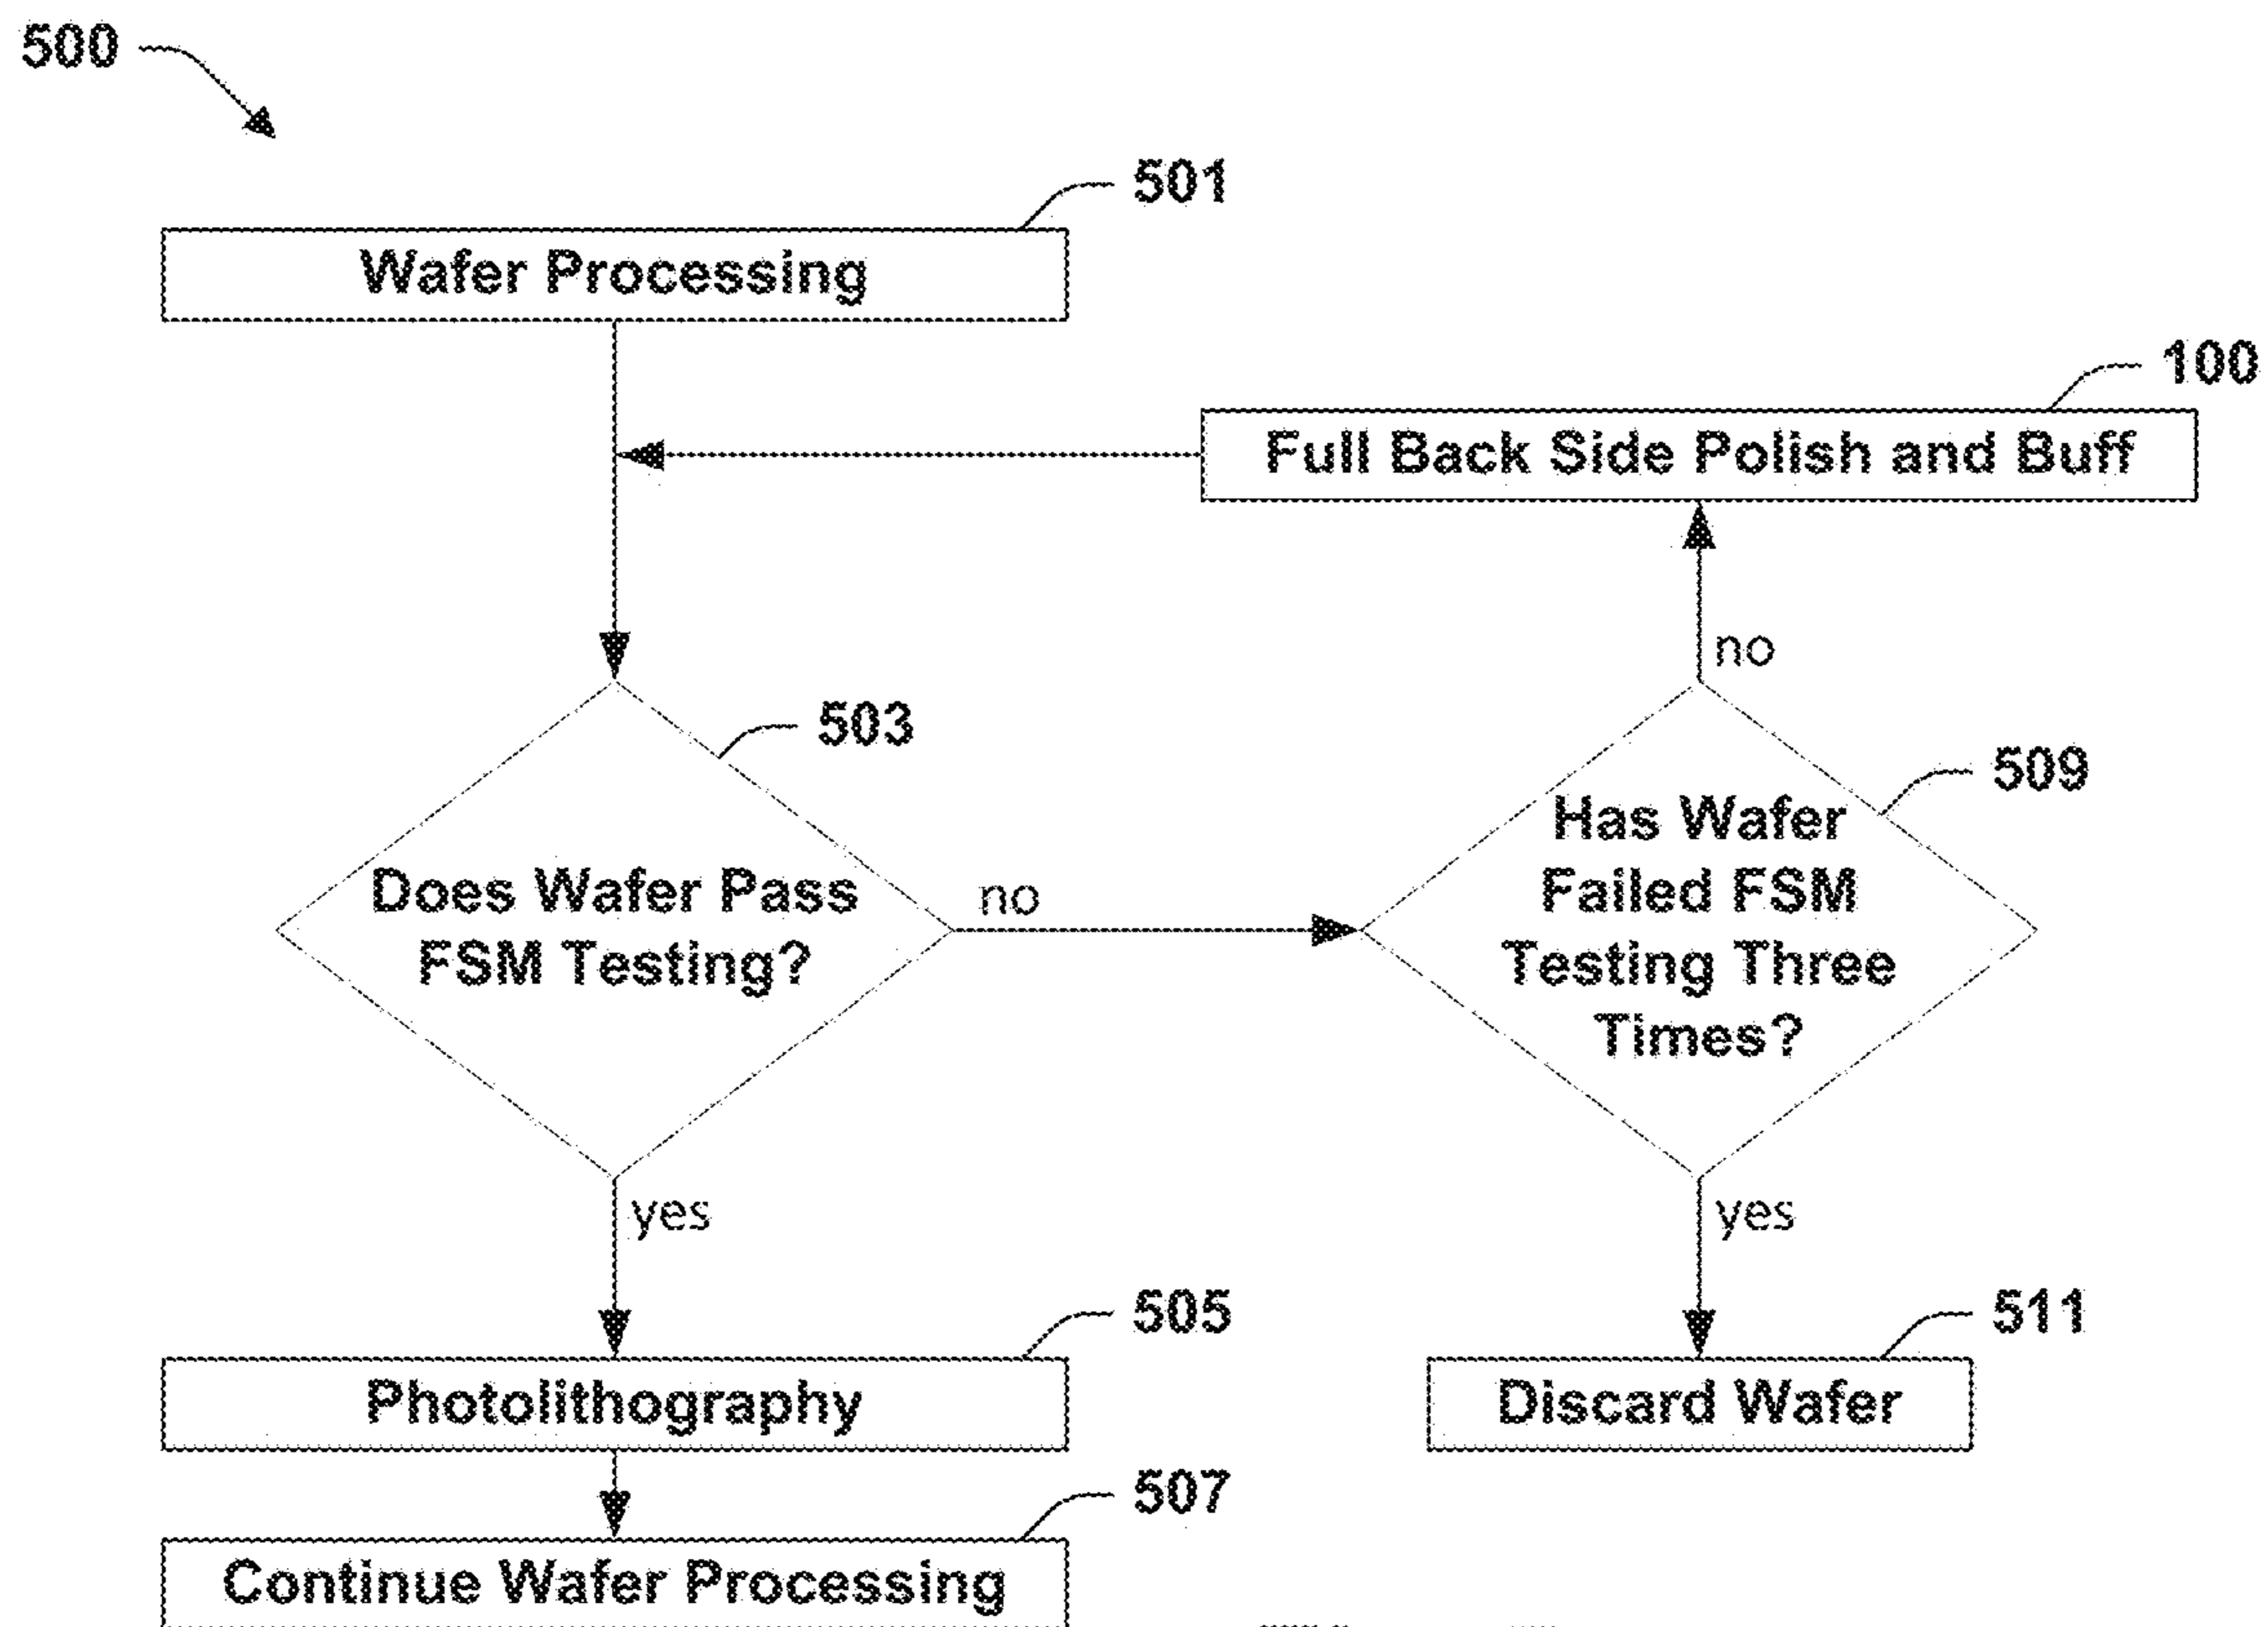 500
501
Wafer Processing
100
Full Back Side Polish and Buff
no
503
509
Does Wafer Pass
FSM Testing?
no
Has Wafer
Failed FSM
Testing Three
Times?
yes
yes
505
511
Photolithography
Discard Wafer
507
Continue Wafer Processing